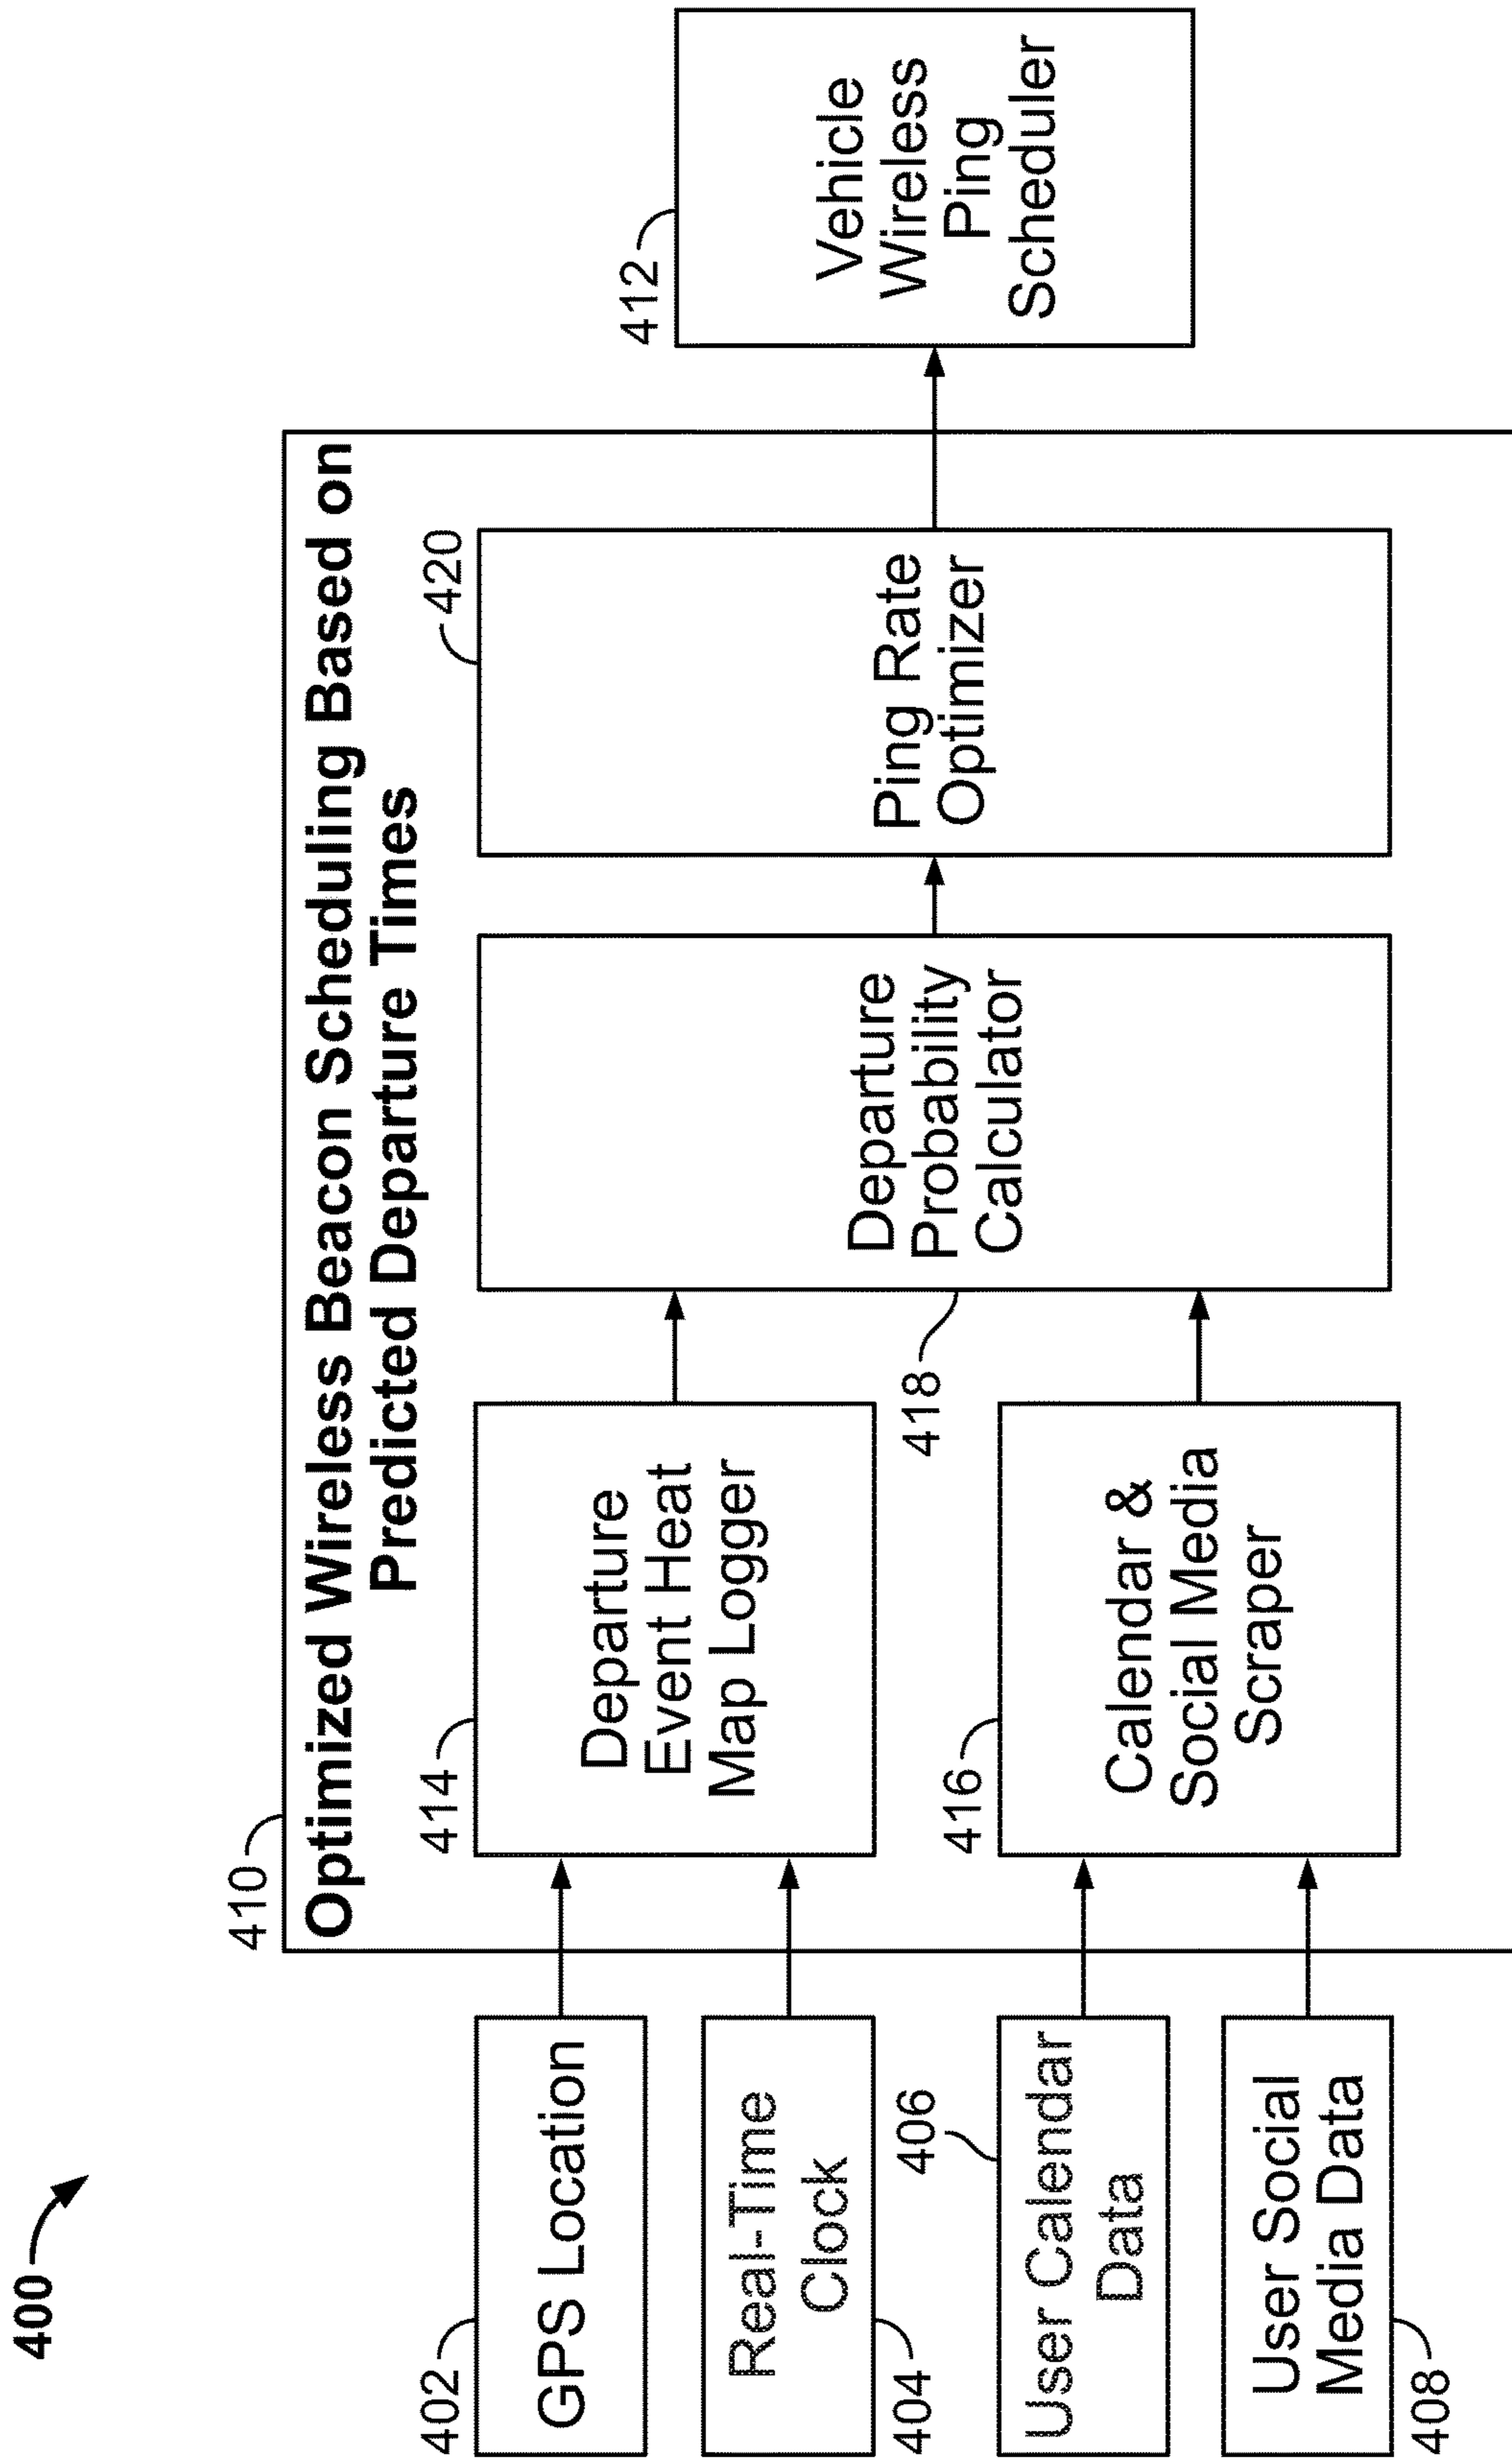 400
410
Optimized Wireless Beacon Scheduling Based on
Predicted Departure Times
402
GPS Location
Real-Time
Clock
404
406
User Calendar
Data
User Social
Media Data
408
414
Departure
Event Heat
Map Logger
416
Calendar &
Social Media
Scraper
418
Departure
Probability
Calculator
420
Ping Rate
Optimizer
412
Vehicle
Wireless
Ping
Scheduler